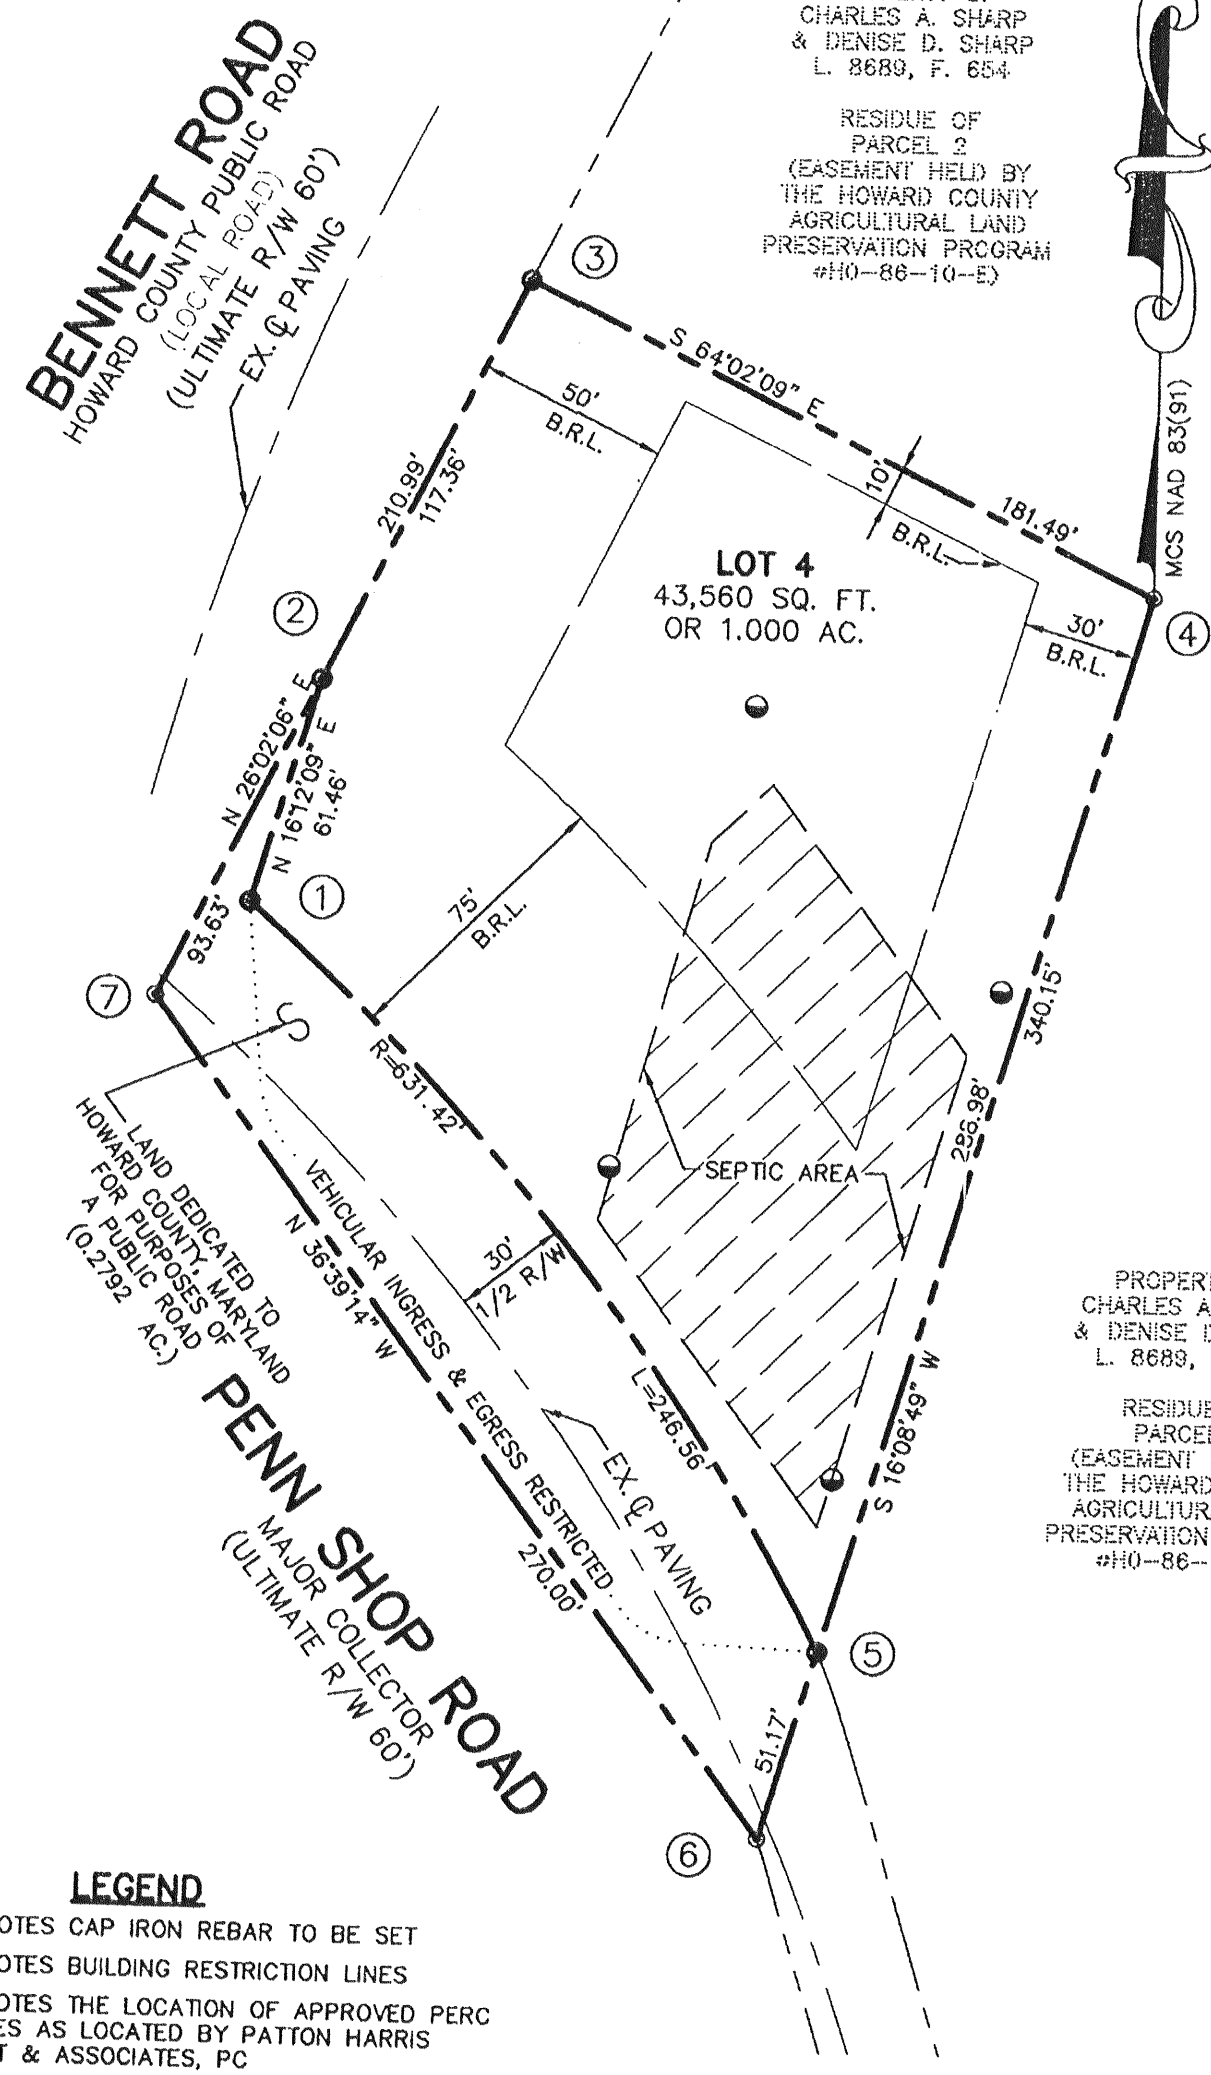 CHARLES A. SHARP
& DENISE D. SHARP
L. 8689, F. 654
RESIDUE OF
PARCEL 2
(EASEMENT HELD BY
THE HOWARD COUNTY
AGRICULTURAL LAND
PRESERVATION PROGRAM
#HO-86-10-E)
BENNETT ROAD
HOWARD COUNTY PUBLIC ROAD
(LOCAL ROAD)
(ULTIMATE R/W 60')
EX. ℄ PAVING
3
S 64°02'09" E
181.49'
50'
B.R.L.
10'
B.R.L.
MCS NAD 83(91)
210.99'
117.36'
LOT 4
43,560 SQ. FT.
OR 1.000 AC.
30'
B.R.L.
4
2
N 26°02'06" E
93.63'
N 16°12'09" E
61.46'
1
75'
B.R.L.
7
S
340.15'
286.98'
R=631.42'
SEPTIC AREA
LAND DEDICATED TO
HOWARD COUNTY, MARYLAND
FOR PURPOSES OF
A PUBLIC ROAD
(0.2792 AC.)
VEHICULAR INGRESS & EGRESS RESTRICTED
N 36°39'14" W
270.00'
30'
1/2 R/W
L=246.56'
EX. ℄ PAVING
S 16°08'49" W
PROPERT
CHARLES A
& DENISE D
L. 8689,
RESIDUE
PARCEL
(EASEMENT
THE HOWARD
AGRICULTURA
PRESERVATION
#HO-86-
PENN SHOP ROAD
MAJOR COLLECTOR
(ULTIMATE R/W 60')
5
51.17'
6
LEGEND
OTES CAP IRON REBAR TO BE SET
OTES BUILDING RESTRICTION LINES
OTES THE LOCATION OF APPROVED PERC
ES AS LOCATED BY PATTON HARRIS
T & ASSOCIATES, PC